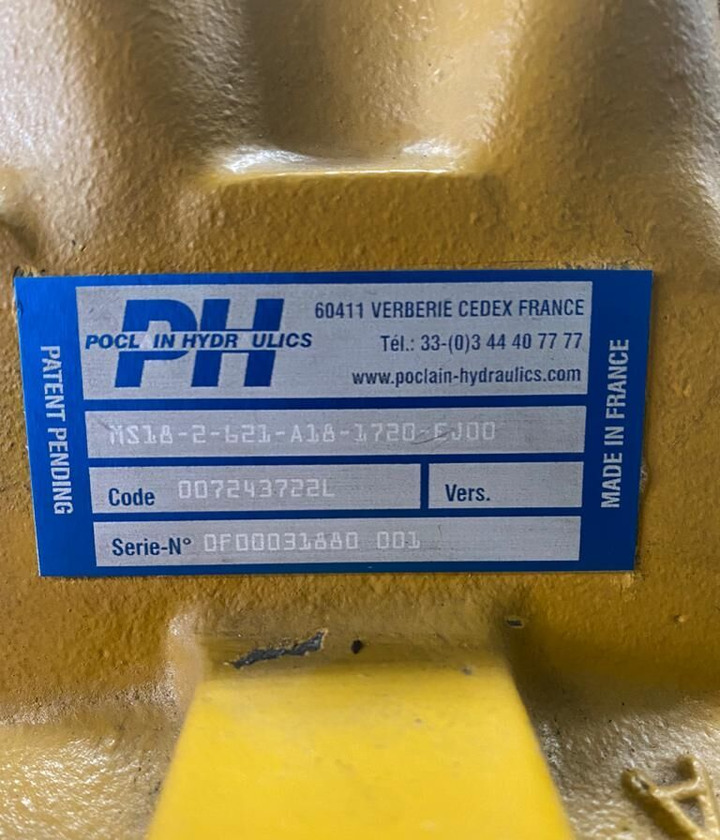 PH
POCLAIN HYDRAULICS
60411 VERBERIE CEDEX FRANCE
Tél.: 33-(0)3 44 40 77 77
www.poclain-hydraulics.com
PATENT PENDING
MADE IN FRANCE
MS18-2-621-A18-1720-EJ00
Code 007243722L
Vers.
Serie-N° 0F00031880 001
A